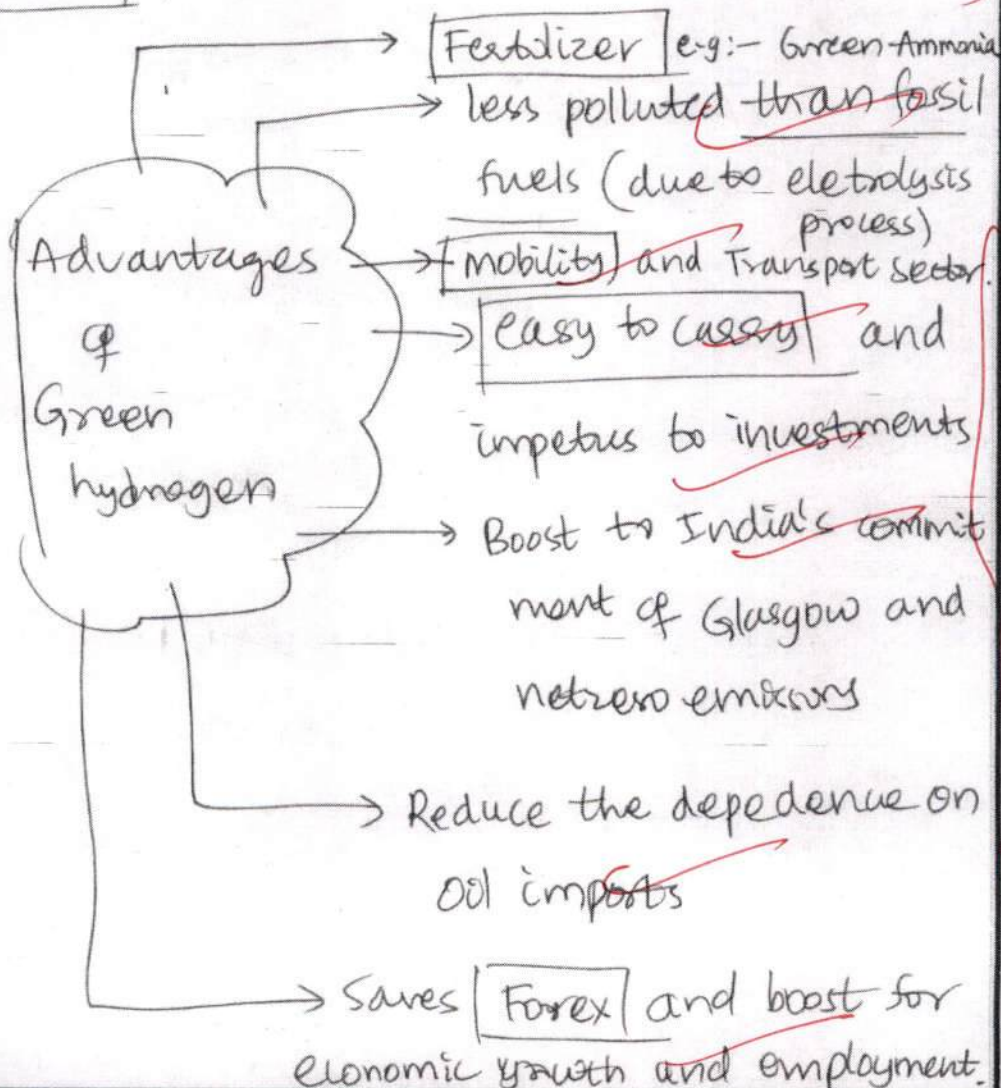 Fertilizer e.g:- Green-Ammonia
less polluted than fossil
fuels (due to eletrolysis
process)
Advantages
of
Green
hydrogen
mobility and Transport sector.
easy to carry and
impetus to investments
Boost to India's commit
ment of Glasgow and
netzero emissions
Reduce the depedence on
oil imports
Saves Forex and boost for
economic growth and employment.